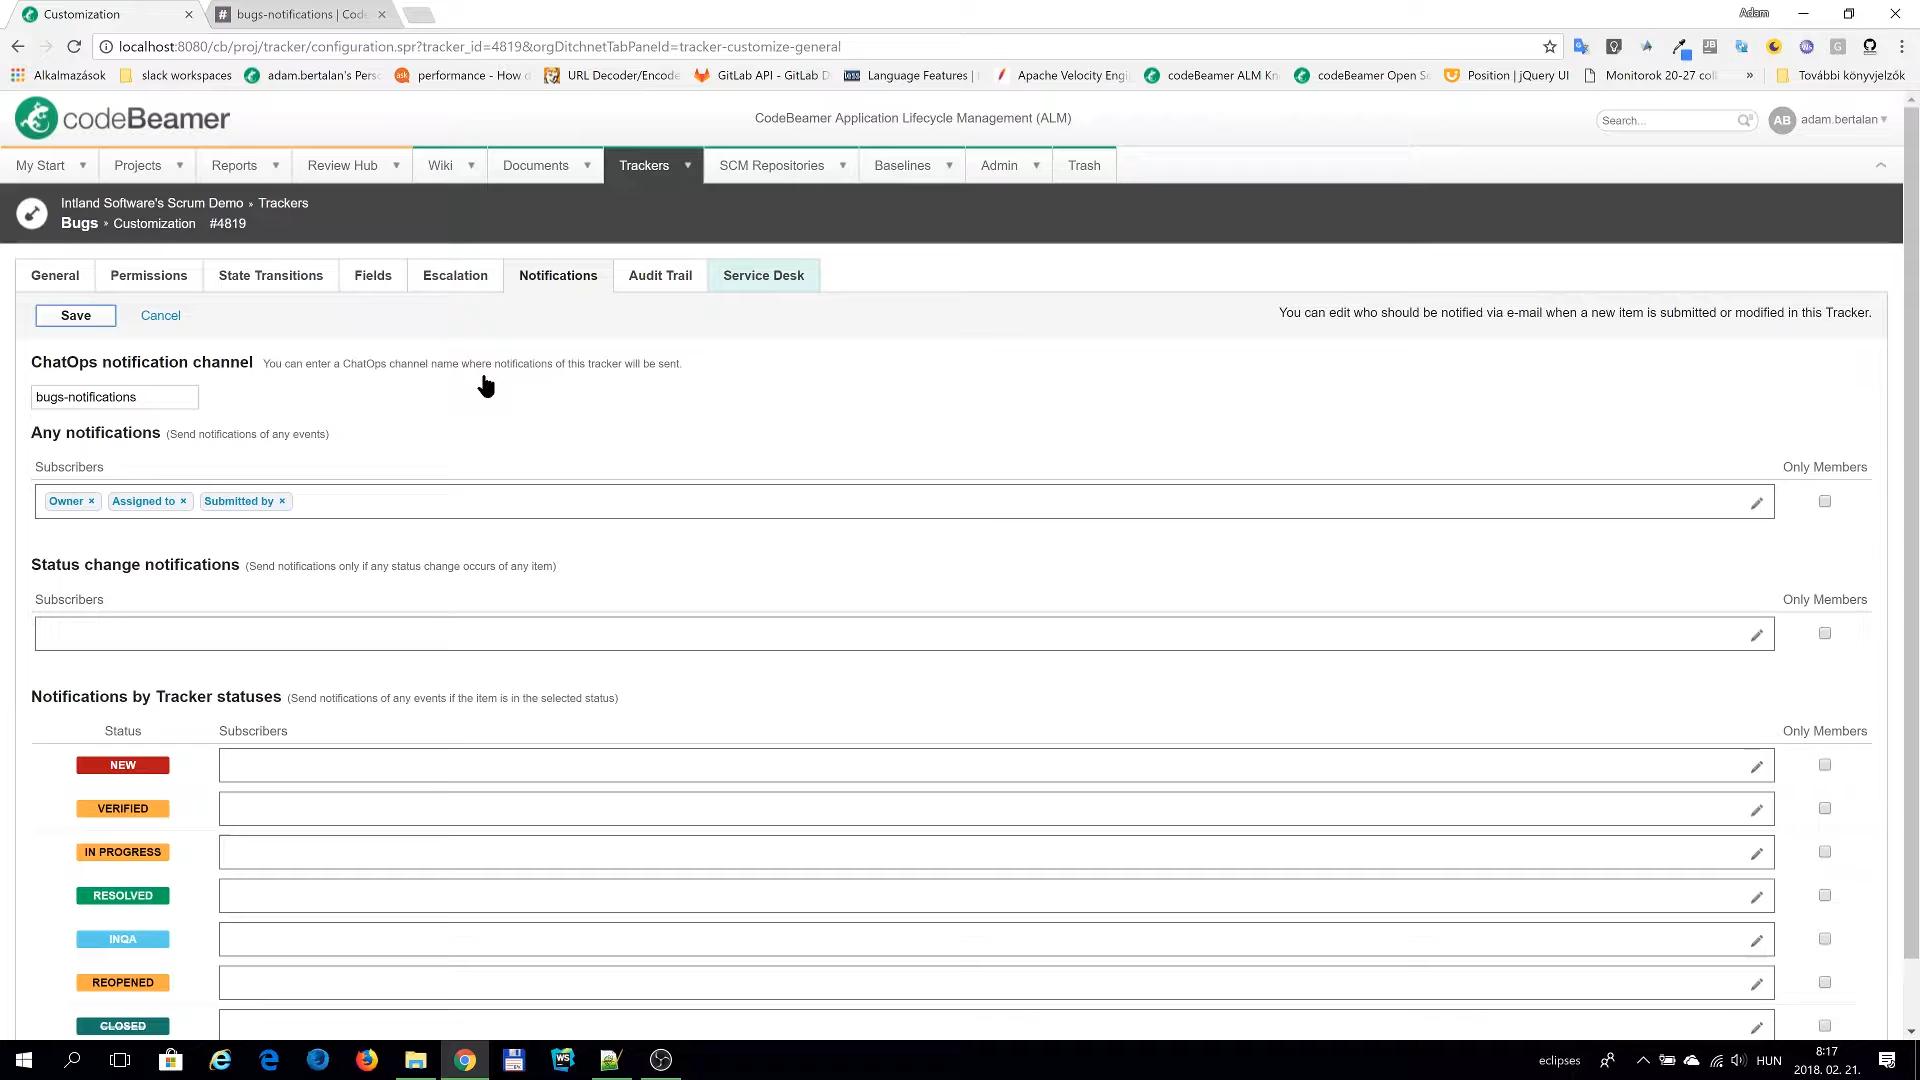 Customization
bugs-notifications | Cod
Adam
localhost:8080/cb/proj/tracker/configuration.spr?tracker_id=4819&orgDitchnetTabPaneId=tracker-customize-general
Alkalmazások
slack workspaces
adam.bertalan's Pers
performance - How
URL Decoder/Encode
GitLab API - GitLab D
Language Features |
Apache Velocity Engi
codeBeamer ALM Kn
codeBeamer Open S
Position | jQuery UI
Monitorok 20-27 coll
»
További könyvjelzők
codeBeamer
CodeBeamer Application Lifecycle Management (ALM)
Search...
AB
adam.bertalan
My Start
Projects
Reports
Review Hub
Wiki
Documents
Trackers
SCM Repositories
Baselines
Admin
Trash
Intland Software's Scrum Demo » Trackers
Bugs » Customization #4819
General
Permissions
State Transitions
Fields
Escalation
Notifications
Audit Trail
Service Desk
Save
Cancel
You can edit who should be notified via e-mail when a new item is submitted or modified in this Tracker.
ChatOps notification channel You can enter a ChatOps channel name where notifications of this tracker will be sent.
bugs-notifications
Any notifications (Send notifications of any events)
Subscribers
Only Members
Owner ×
Assigned to ×
Submitted by ×
Status change notifications (Send notifications only if any status change occurs of any item)
Subscribers
Only Members
Notifications by Tracker statuses (Send notifications of any events if the item is in the selected status)
Status
Subscribers
Only Members
NEW
VERIFIED
IN PROGRESS
RESOLVED
INQA
REOPENED
CLOSED
eclipses
HUN
8:17
2018. 02. 21.